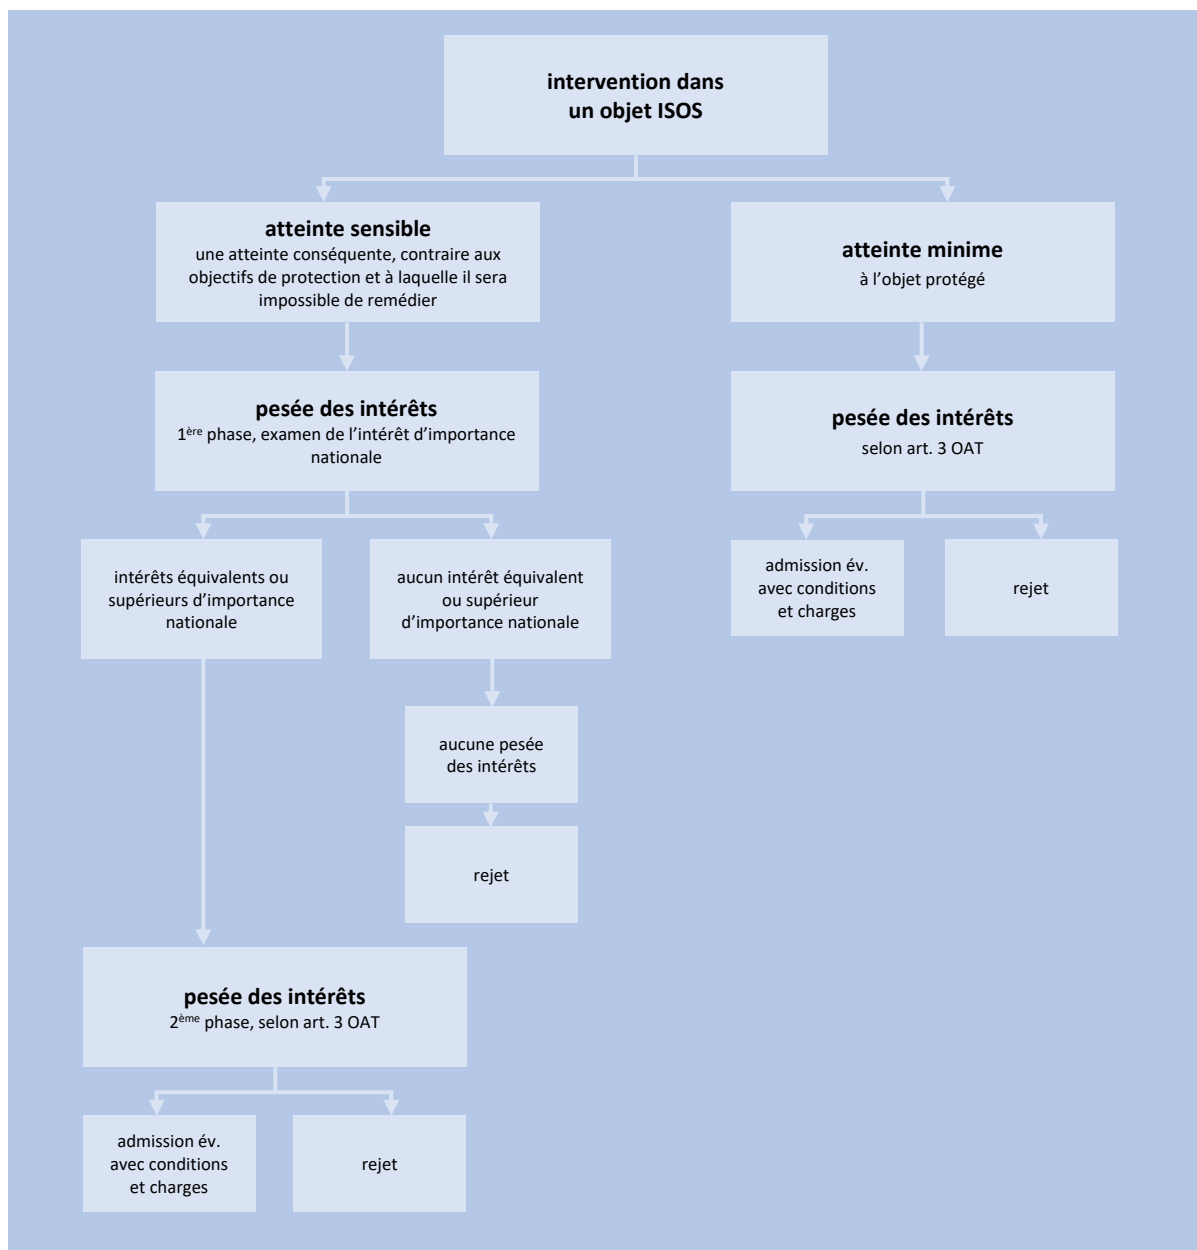 intervention dans
un objet ISOS
atteinte sensible
une atteinte conséquente, contraire aux
objectifs de protection et à laquelle il sera
impossible de remédier
atteinte minime
à l’objet protégé
pesée des intérêts
1ère phase, examen de l’intérêt d’importance
nationale
pesée des intérêts
selon art. 3 OAT
intérêts équivalents ou
supérieurs d’importance
nationale
aucun intérêt équivalent
ou supérieur
d’importance nationale
admission év.
avec conditions
et charges
rejet
aucune pesée
des intérêts
rejet
pesée des intérêts
2ème phase, selon art. 3 OAT
admission év.
avec conditions
et charges
rejet